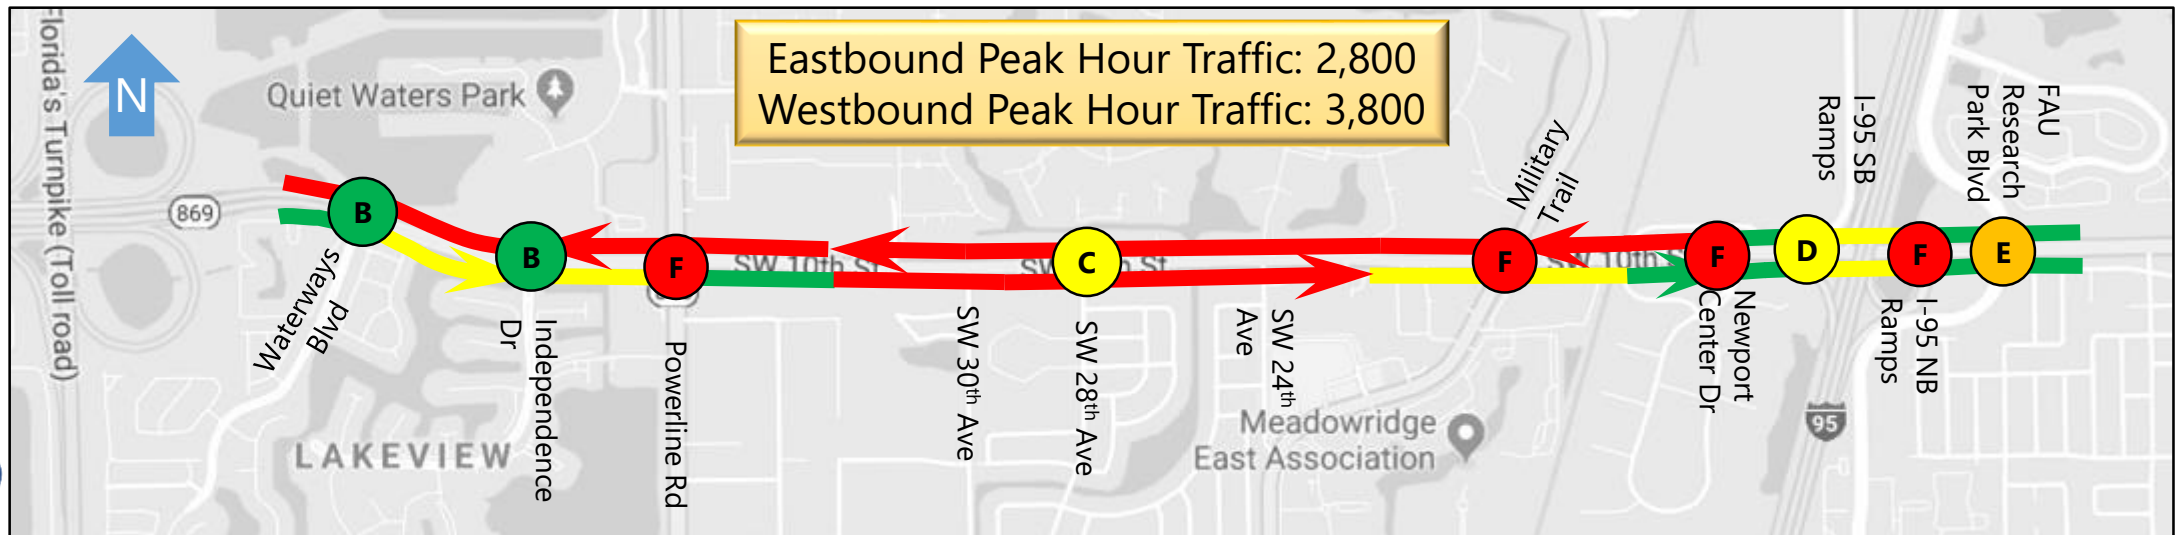 Eastbound Peak Hour Traffic: 2,800
Westbound Peak Hour Traffic: 3,800
N
Florida's Turnpike (Toll road)
Quiet Waters Park
869
Military
Trail
I-95 SB
Ramps
FAU
Research
Park Blvd
B
B
F
C
F
F
D
F
E
SW 10th St
SW 10th S
Waterways
Blvd
Independence
Dr
Powerline Rd
SW 30th Ave
SW 28th Ave
SW 24th
Ave
Newport
Center Dr
I-95 NB
Ramps
LAKEVIEW
Meadowridge
East Association
95